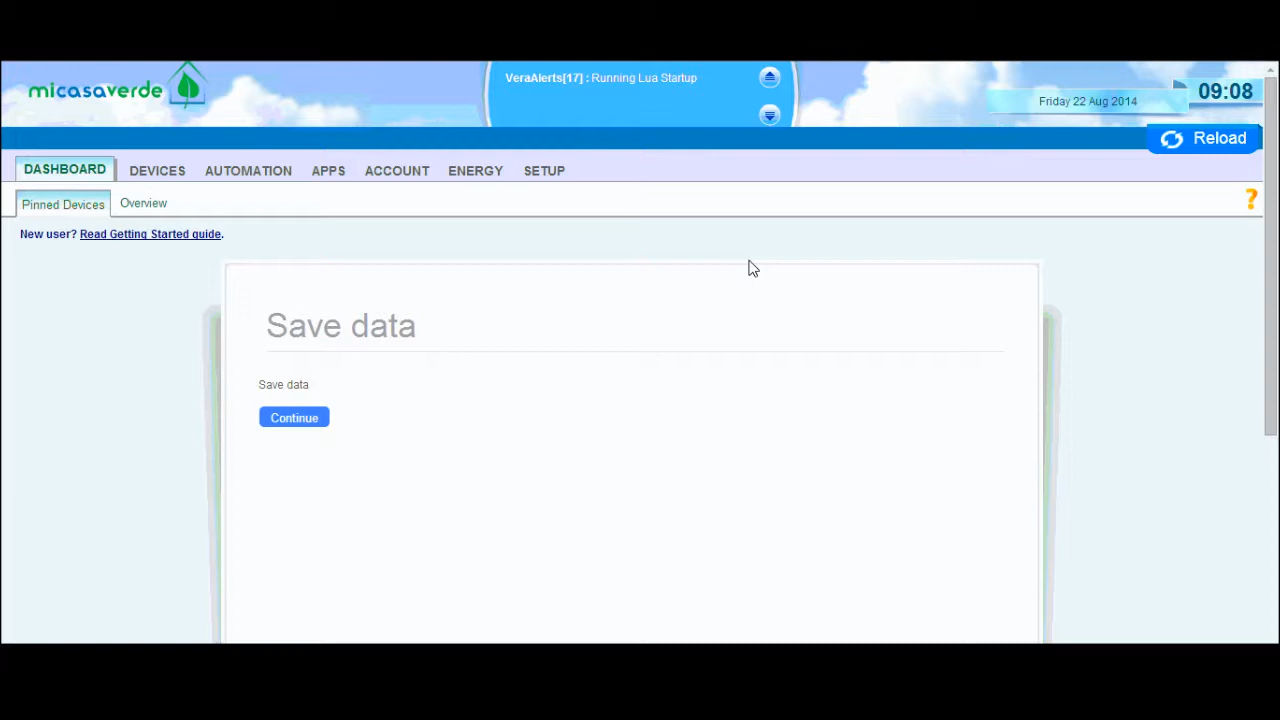 micasaverde
VeraAlerts[17] : Running Lua Startup
Friday 22 Aug 2014
09:08
Reload
DASHBOARD DEVICES AUTOMATION APPS ACCOUNT ENERGY SETUP
Pinned Devices Overview
?
New user? Read Getting Started guide.
Save data
Save data
Continue